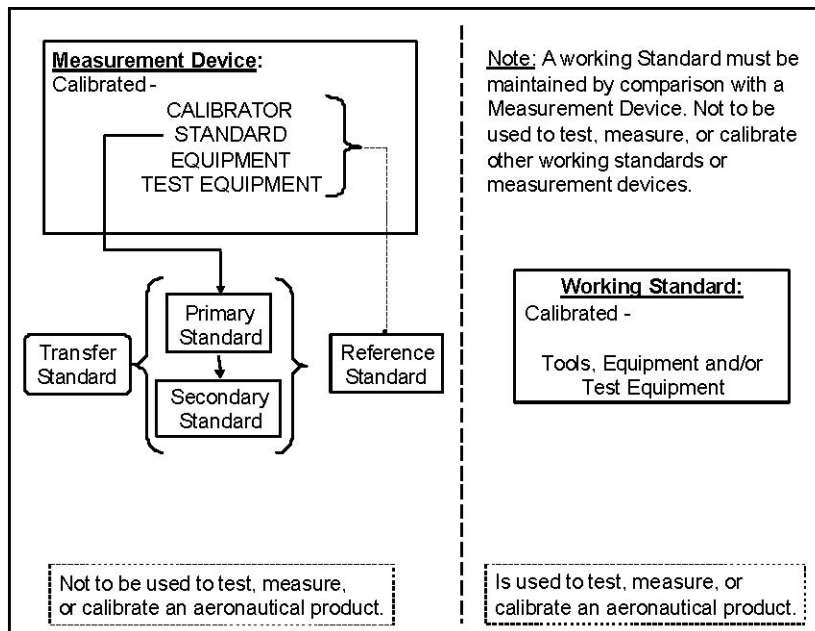 Measurement Device:
Calibrated -
CALIBRATOR
STANDARD
EQUIPMENT
TEST EQUIPMENT
Transfer
Standard
Primary
Standard
Secondary
Standard
Reference
Standard
Not to be used to test, measure,
or calibrate an aeronautical product.
Note: A working Standard must be
maintained by comparison with a
Measurement Device. Not to be
used to test, measure, or calibrate
other working standards or
measurement devices.
Working Standard:
Calibrated -
Tools, Equipment and/or
Test Equipment
Is used to test, measure, or
calibrate an aeronautical product.